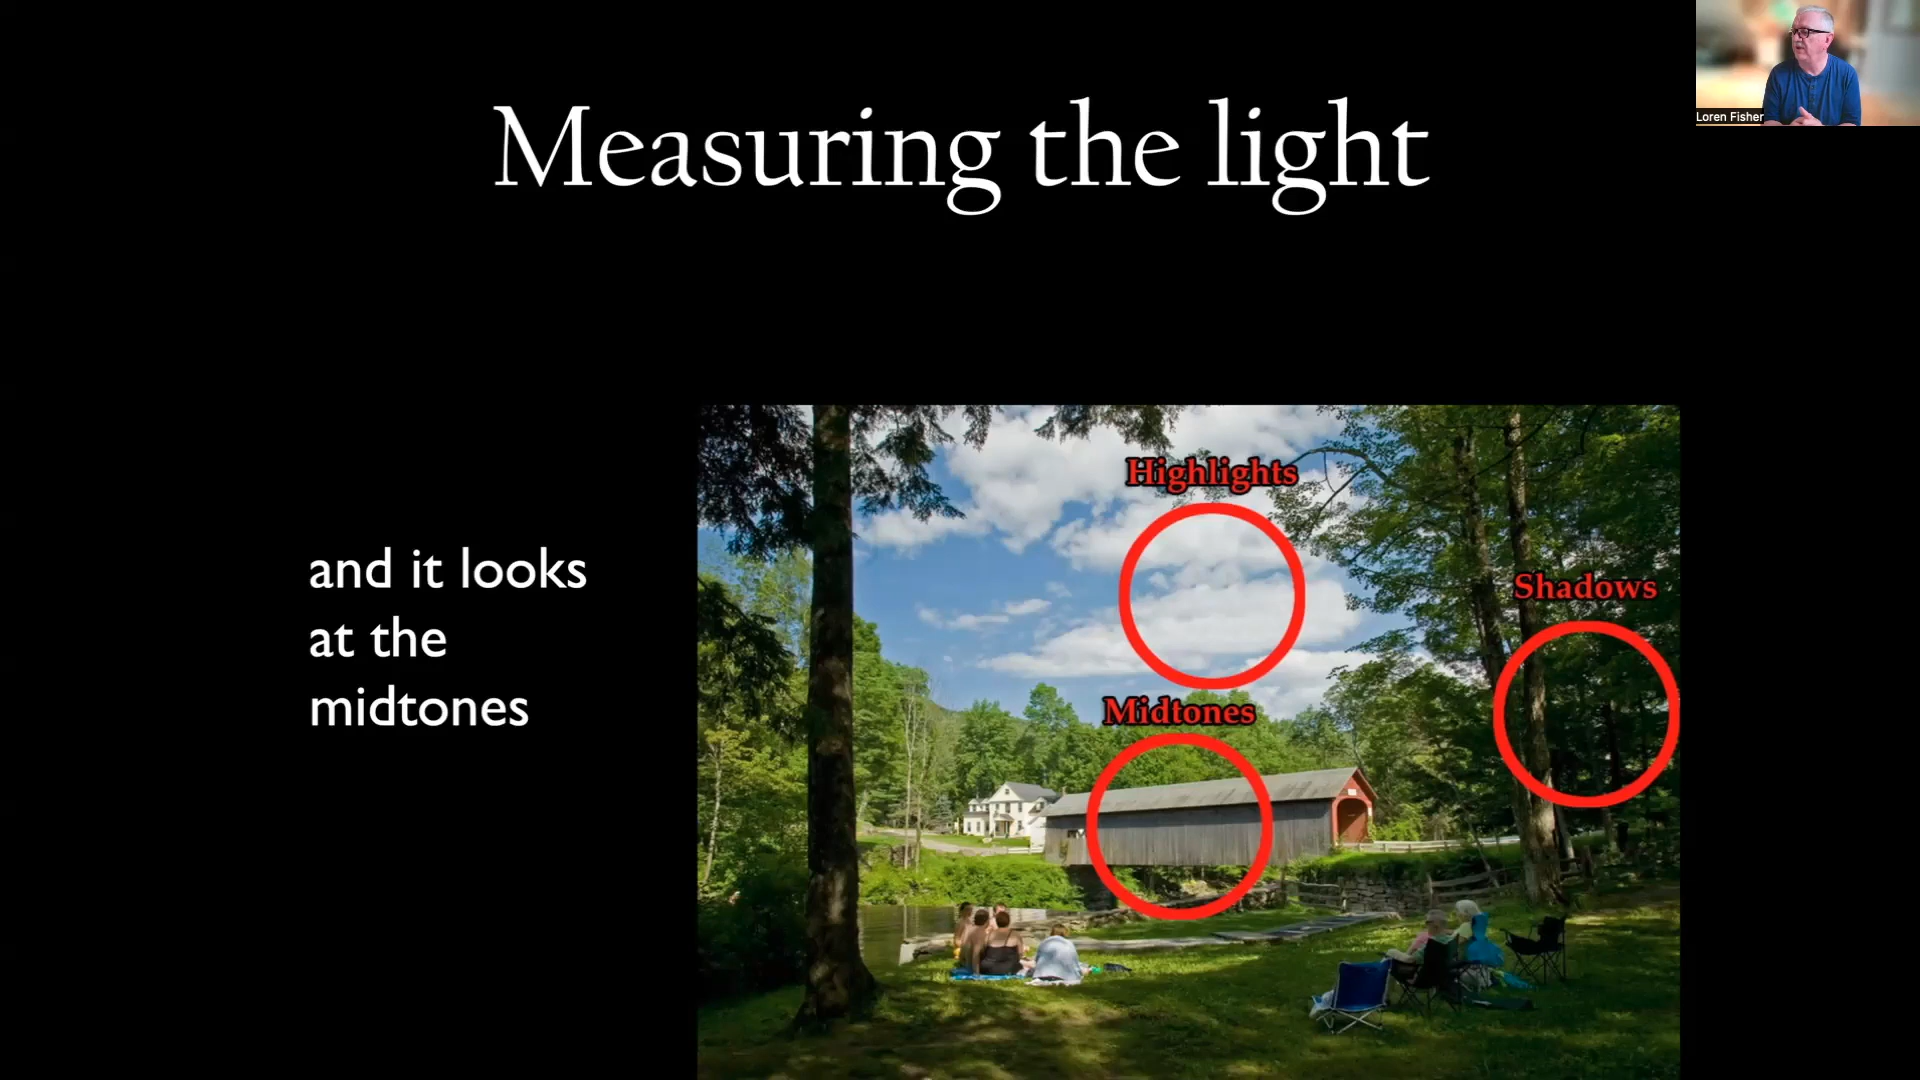 Measuring the light
Loren Fisher
and it looks
at the
midtones
Highlights
Shadows
Midtones